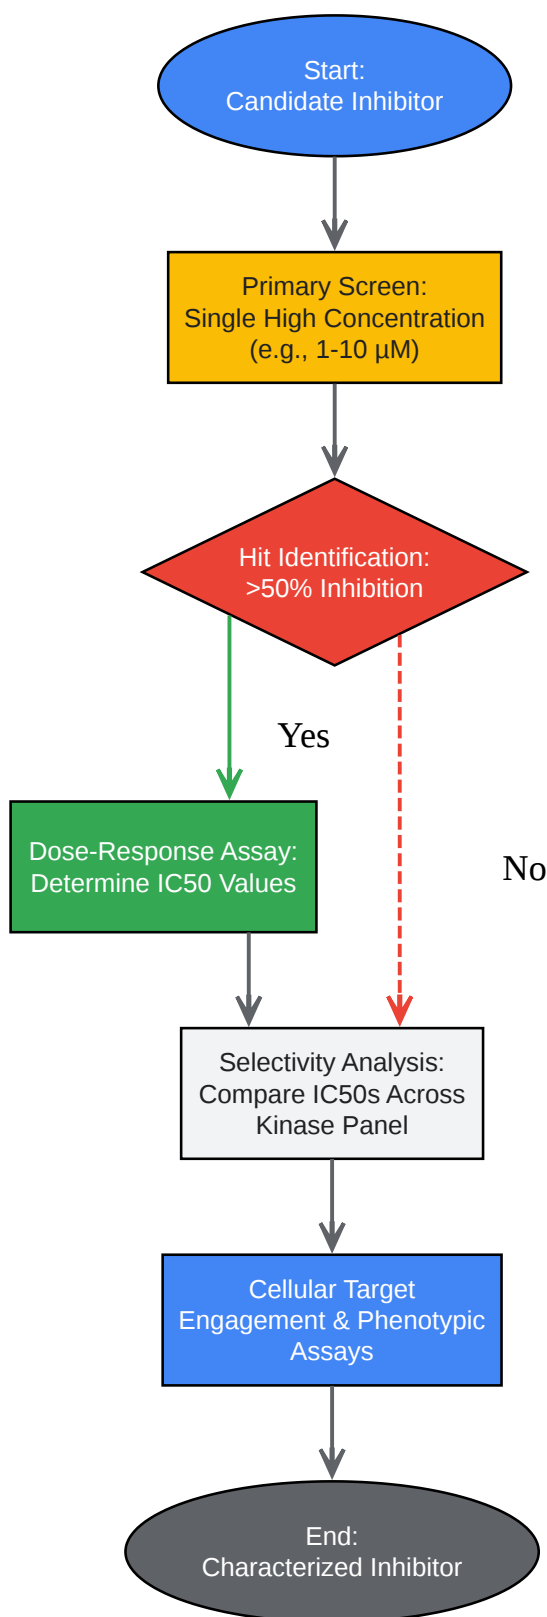 Start:
Candidate Inhibitor
Primary Screen:
Single High Concentration
(e.g., 1-10 µM)
Hit Identification:
>50% Inhibition
Yes
Dose-Response Assay:
Determine IC50 Values
No
Selectivity Analysis:
Compare IC50s Across
Kinase Panel
Cellular Target
Engagement & Phenotypic
Assays
End:
Characterized Inhibitor